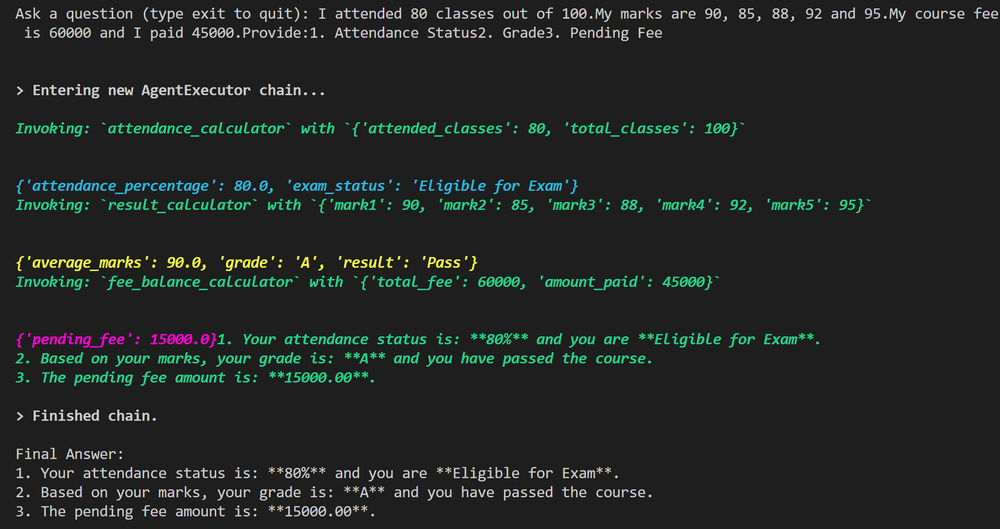 Ask a question (type exit to quit): I attended 80 classes out of 100.My marks are 90, 85, 88, 92 and 95.My course fee
is 60000 and I paid 45000.Provide:1. Attendance Status2. Grade3. Pending Fee
> Entering new AgentExecutor chain...
Invoking: `attendance_calculator` with `{'attended_classes': 80, 'total_classes': 100}`
{'attendance_percentage': 80.0, 'exam_status': 'Eligible for Exam'}
Invoking: `result_calculator` with `{'mark1': 90, 'mark2': 85, 'mark3': 88, 'mark4': 92, 'mark5': 95}`
{'average_marks': 90.0, 'grade': 'A', 'result': 'Pass'}
Invoking: `fee_balance_calculator` with `{'total_fee': 60000, 'amount_paid': 45000}`
{'pending_fee': 15000.0}1. Your attendance status is: **80%** and you are **Eligible for Exam**.
2. Based on your marks, your grade is: **A** and you have passed the course.
3. The pending fee amount is: **15000.00**.
> Finished chain.
Final Answer:
1. Your attendance status is: **80%** and you are **Eligible for Exam**.
2. Based on your marks, your grade is: **A** and you have passed the course.
3. The pending fee amount is: **15000.00**.